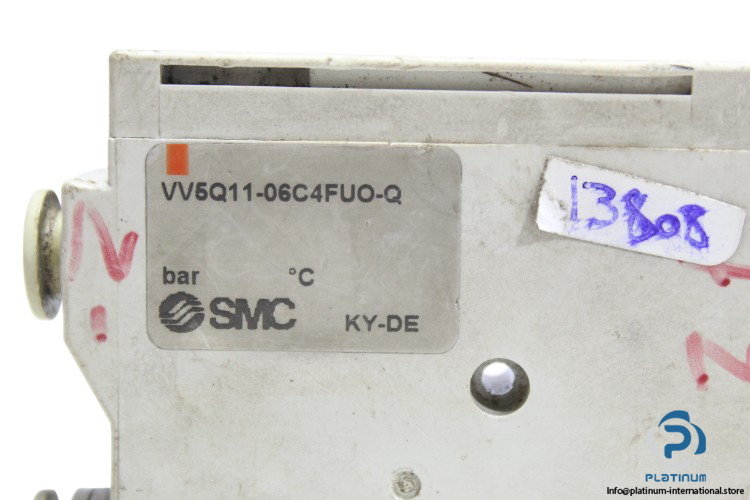 VV5Q11-06C4FUO-Q
13808
bar °C
SMC KY-DE
N
PLATINUM
Info@platinum-international.store